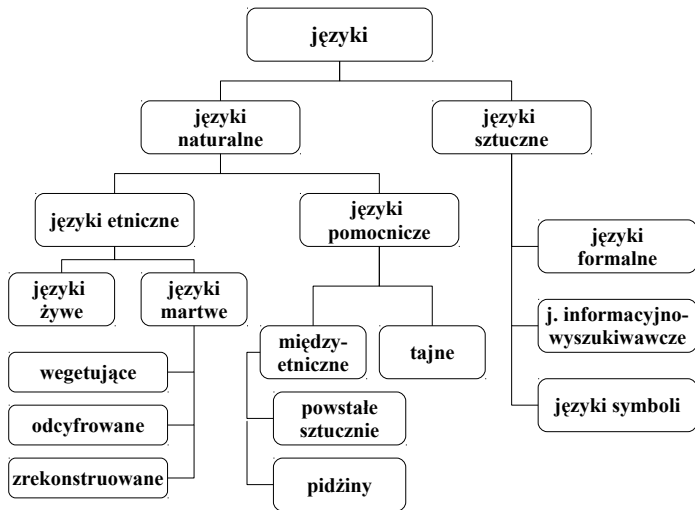 języki
języki
naturalne
języki
sztuczne
języki etniczne
języki
pomocnicze
języki
formalne
języki
żywe
języki
martwe
j. informacyjno-
wyszukiwawcze
między-
etniczne
tajne
wegetujące
powstałe
sztucznie
języki symboli
odcyfrowane
zrekonstruowane
pidżiny